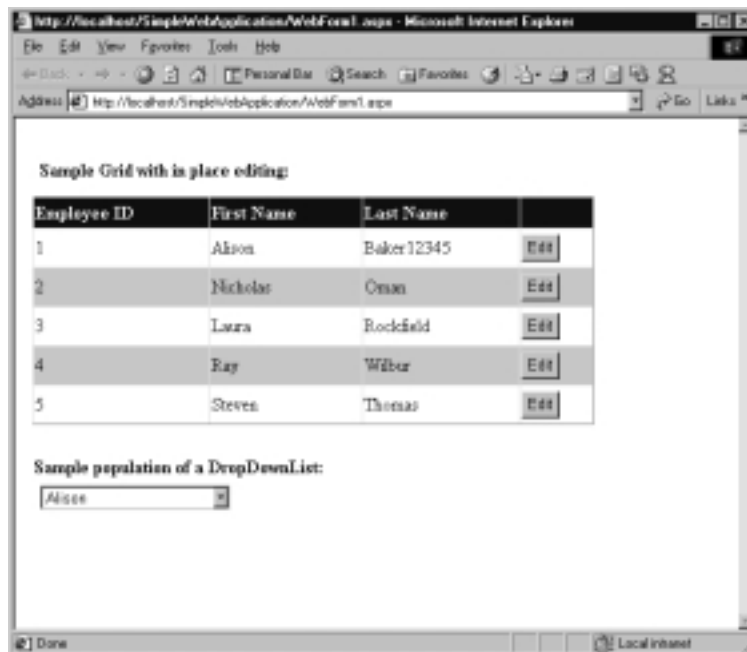 http://localhost/SimpleWebApplication/WebForm1.aspx - Microsoft Internet Explorer
File Edit View Favorites Tools Help
Back Personal Bar Search Favorites
Address http://localhost/SimpleWebApplication/WebForm1.aspx Go Links »
Sample Grid with in place editing:
Employee ID First Name Last Name
1 Alison Baker12345 Edit
2 Nicholas Oman Edit
3 Laura Rockfield Edit
4 Ray Wilbur Edit
5 Steven Thomas Edit
Sample population of a DropDownList:
Alison
Done Local intranet